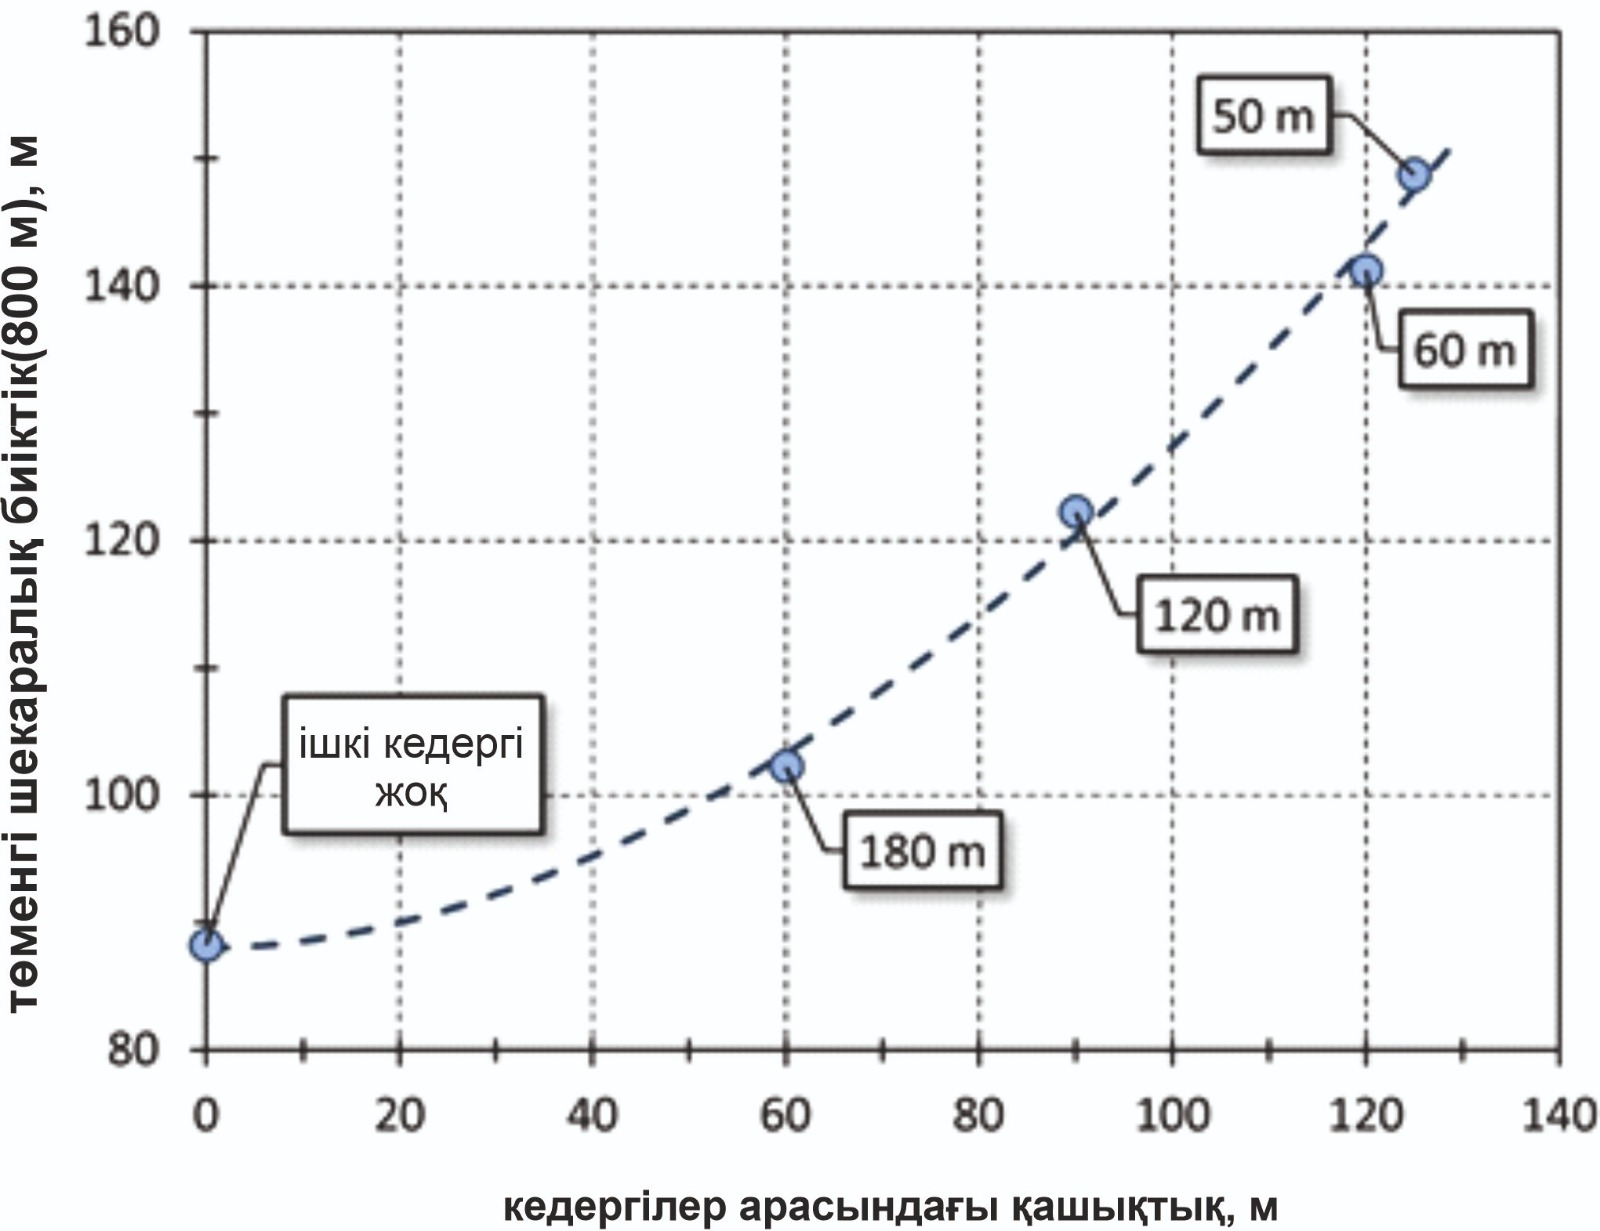 төменгі шекаралық биіктік(800 м), м
160
140
120
100
80
50 m
60 m
120 m
180 m
ішкі кедергі
жоқ
0 20 40 60 80 100 120 140
кедергілер арасындағы қашықтық, м